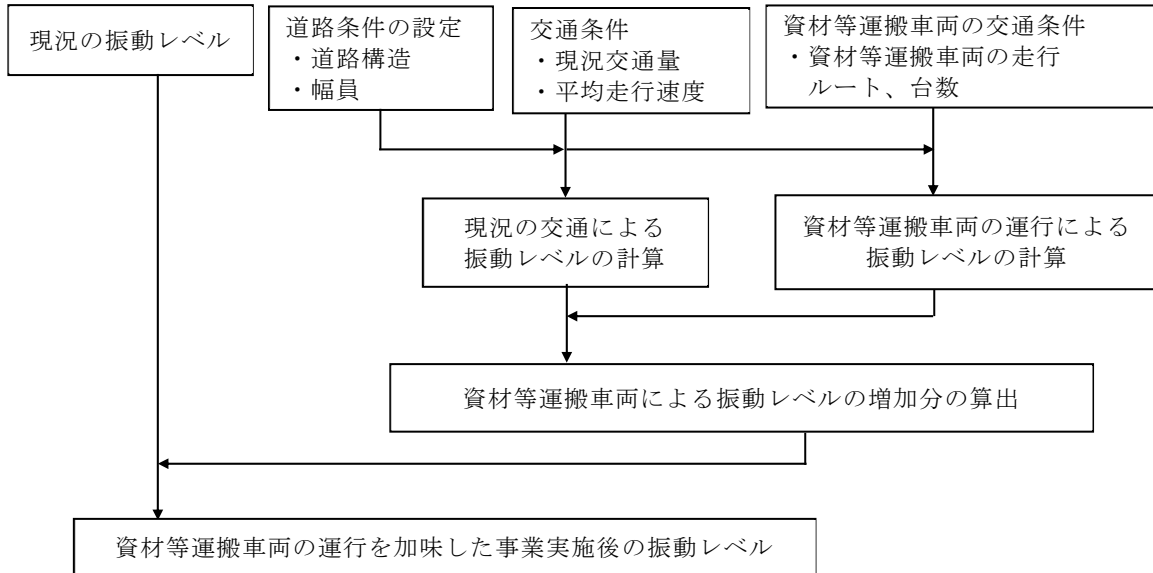 現況の振動レベル
道路条件の設定
・道路構造
・幅員
交通条件
・現況交通量
・平均走行速度
資材等運搬車両の交通条件
・資材等運搬車両の走行
ルート、台数
現況の交通による
振動レベルの計算
資材等運搬車両の運行による
振動レベルの計算
資材等運搬車両による振動レベルの増加分の算出
資材等運搬車両の運行を加味した事業実施後の振動レベル